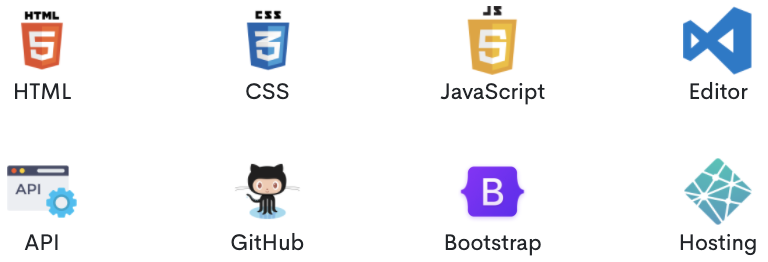 HTML CSS JS
5 3 5
HTML CSS JavaScript Editor
API B
API GitHub Bootstrap Hosting